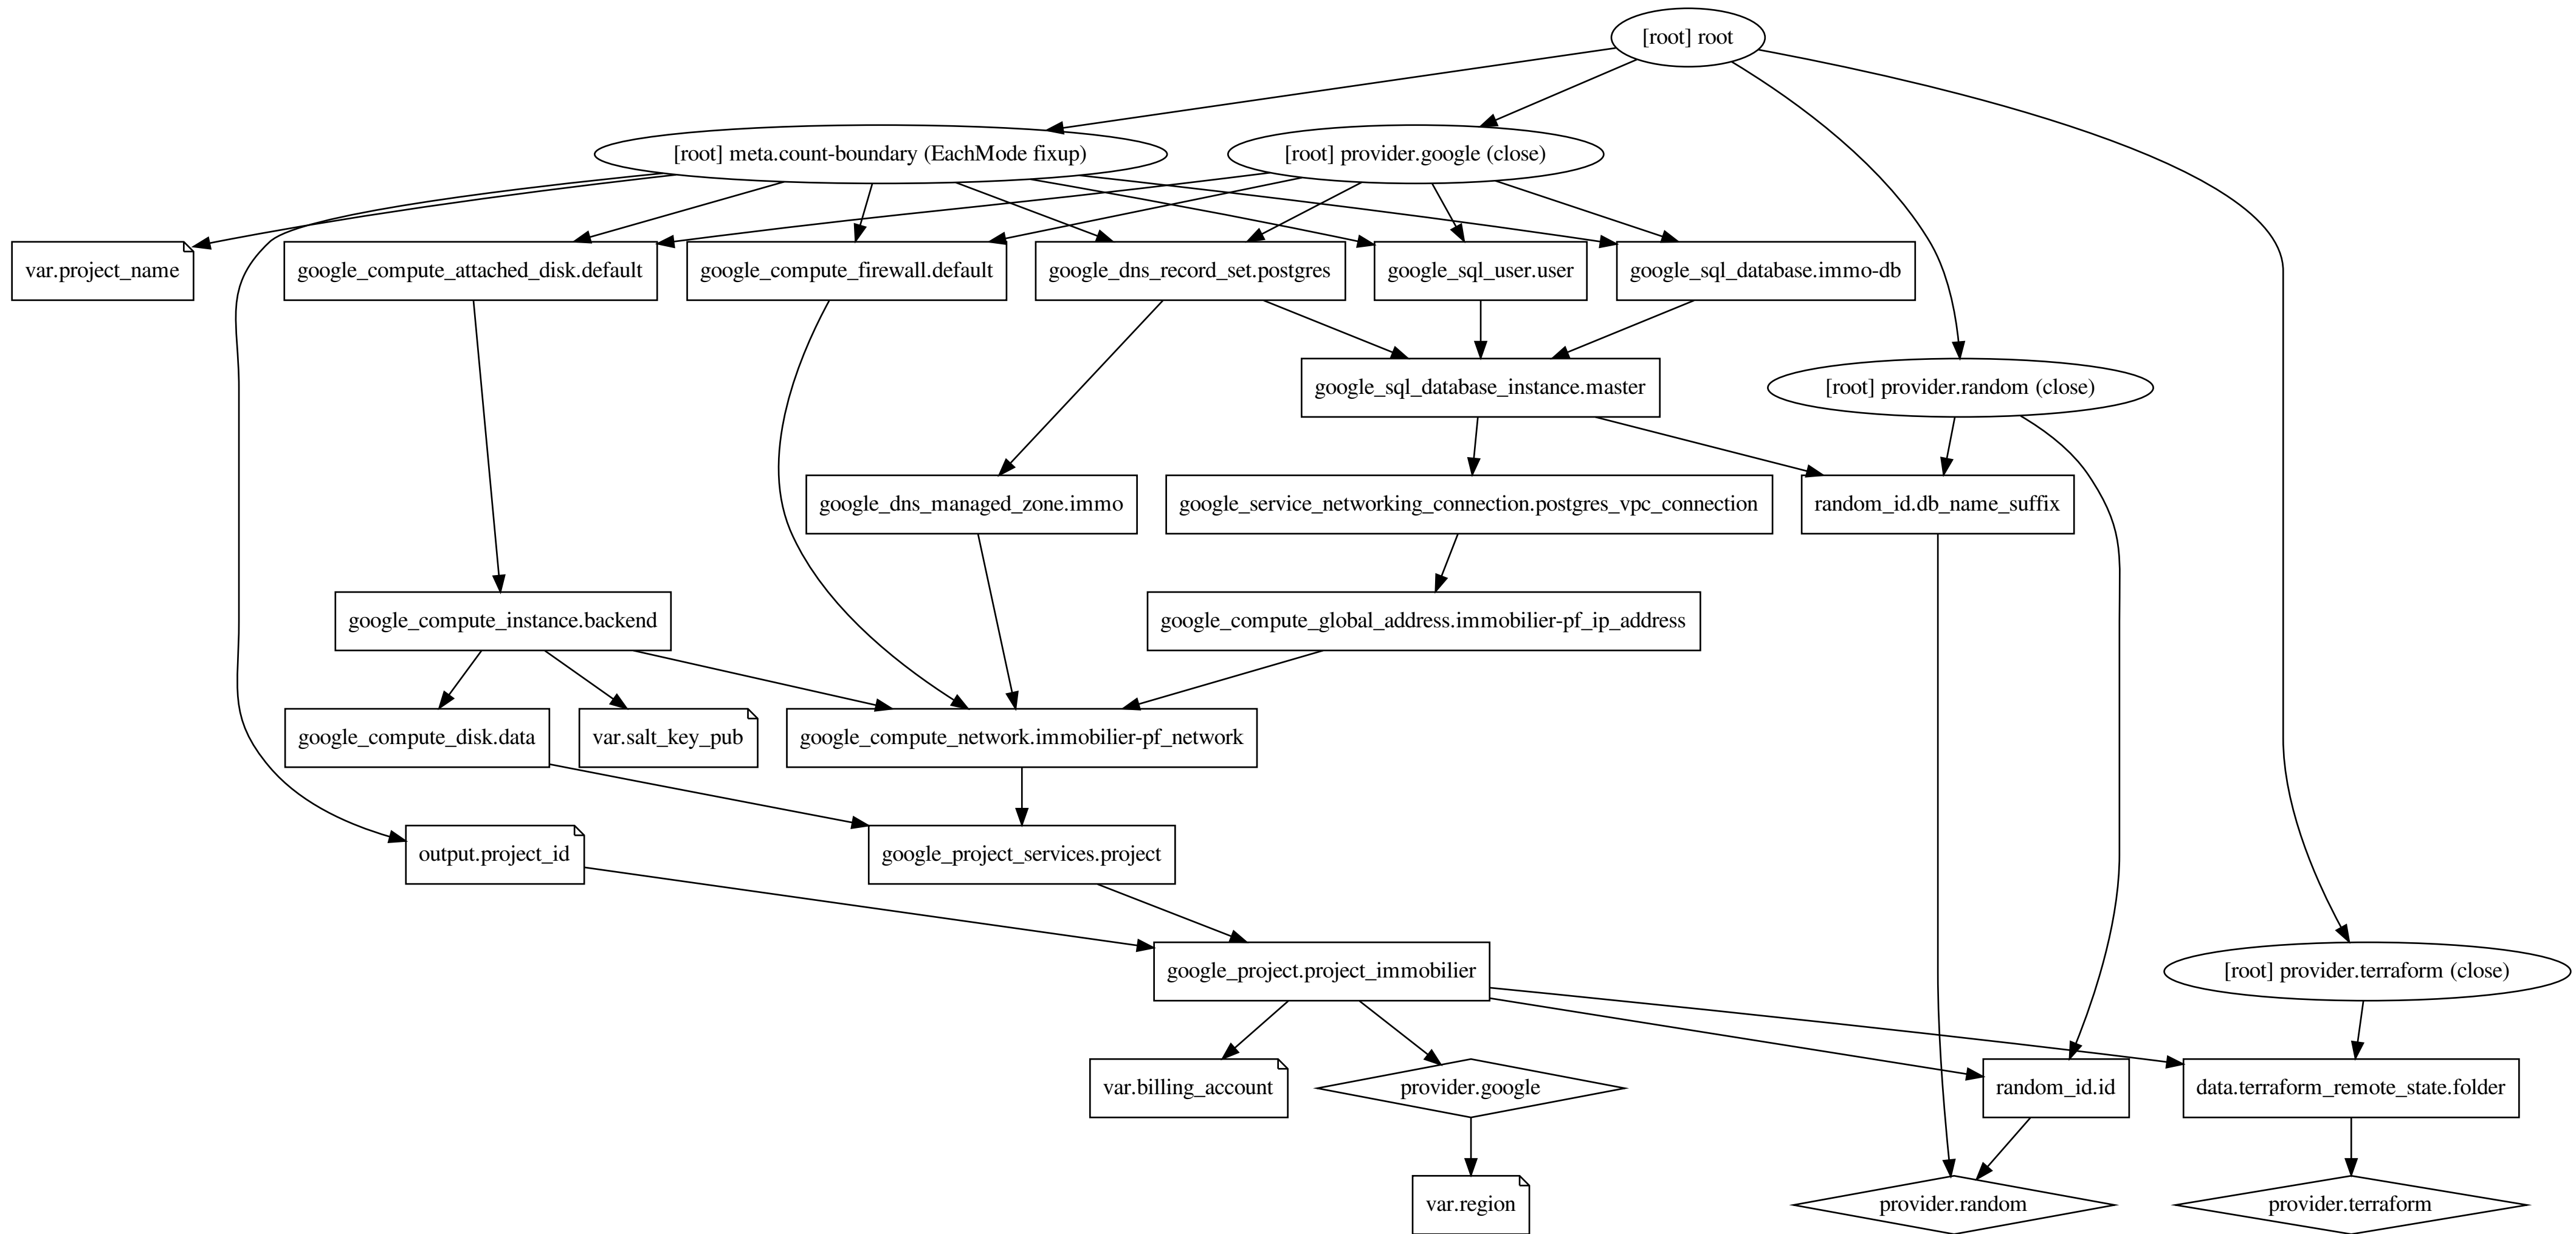 [root] root
[root] meta.count-boundary (EachMode fixup)
[root] provider.google (close)
var.project_name
google_compute_attached_disk.default
google_compute_firewall.default
google_dns_record_set.postgres
google_sql_user.user
google_sql_database.immo-db
google_sql_database_instance.master
[root] provider.random (close)
google_dns_managed_zone.immo
google_service_networking_connection.postgres_vpc_connection
random_id.db_name_suffix
google_compute_instance.backend
google_compute_global_address.immobilier-pf_ip_address
google_compute_disk.data
var.salt_key_pub
google_compute_network.immobilier-pf_network
output.project_id
google_project_services.project
google_project.project_immobilier
[root] provider.terraform (close)
var.billing_account
provider.google
random_id.id
data.terraform_remote_state.folder
var.region
provider.random
provider.terraform